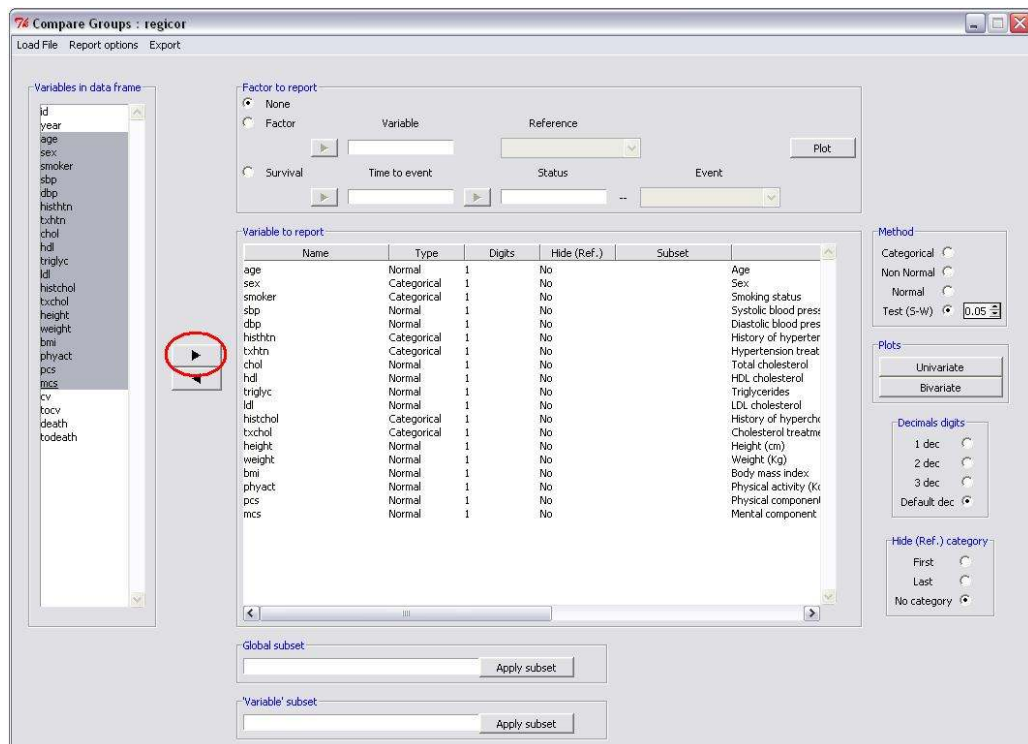 Compare Groups : regicor
Load File Report options Export
Variables in data frame
id
year
age
sex
smoker
sbp
dbp
histhtn
txhtn
chol
hdl
triglyc
ldl
histchol
txchol
height
weight
bmi
phyact
pcs
mcs
cv
tocv
death
todeath
Factor to report
None
Factor Variable Reference
Plot
Survival Time to event Status Event
--
Variable to report
Name Type Digits Hide (Ref.) Subset
age Normal 1 No Age
sex Categorical 1 No Sex
smoker Categorical 1 No Smoking status
sbp Normal 1 No Systolic blood press
dbp Normal 1 No Diastolic blood pres
histhtn Categorical 1 No History of hyperter
txhtn Categorical 1 No Hypertension treat
chol Normal 1 No Total cholesterol
hdl Normal 1 No HDL cholesterol
triglyc Normal 1 No Triglycerides
ldl Normal 1 No LDL cholesterol
histchol Categorical 1 No History of hyperch
txchol Categorical 1 No Cholesterol treatme
height Normal 1 No Height (cm)
weight Normal 1 No Weight (Kg)
bmi Normal 1 No Body mass index
phyact Normal 1 No Physical activity (Kc
pcs Normal 1 No Physical component
mcs Normal 1 No Mental component
Method
Categorical
Non Normal
Normal
Test (S-W) 0.05
Plots
Univariate
Bivariate
Decimals digits
1 dec
2 dec
3 dec
Default dec
Hide (Ref.) category
First
Last
No category
Global subset
Apply subset
'Variable' subset
Apply subset